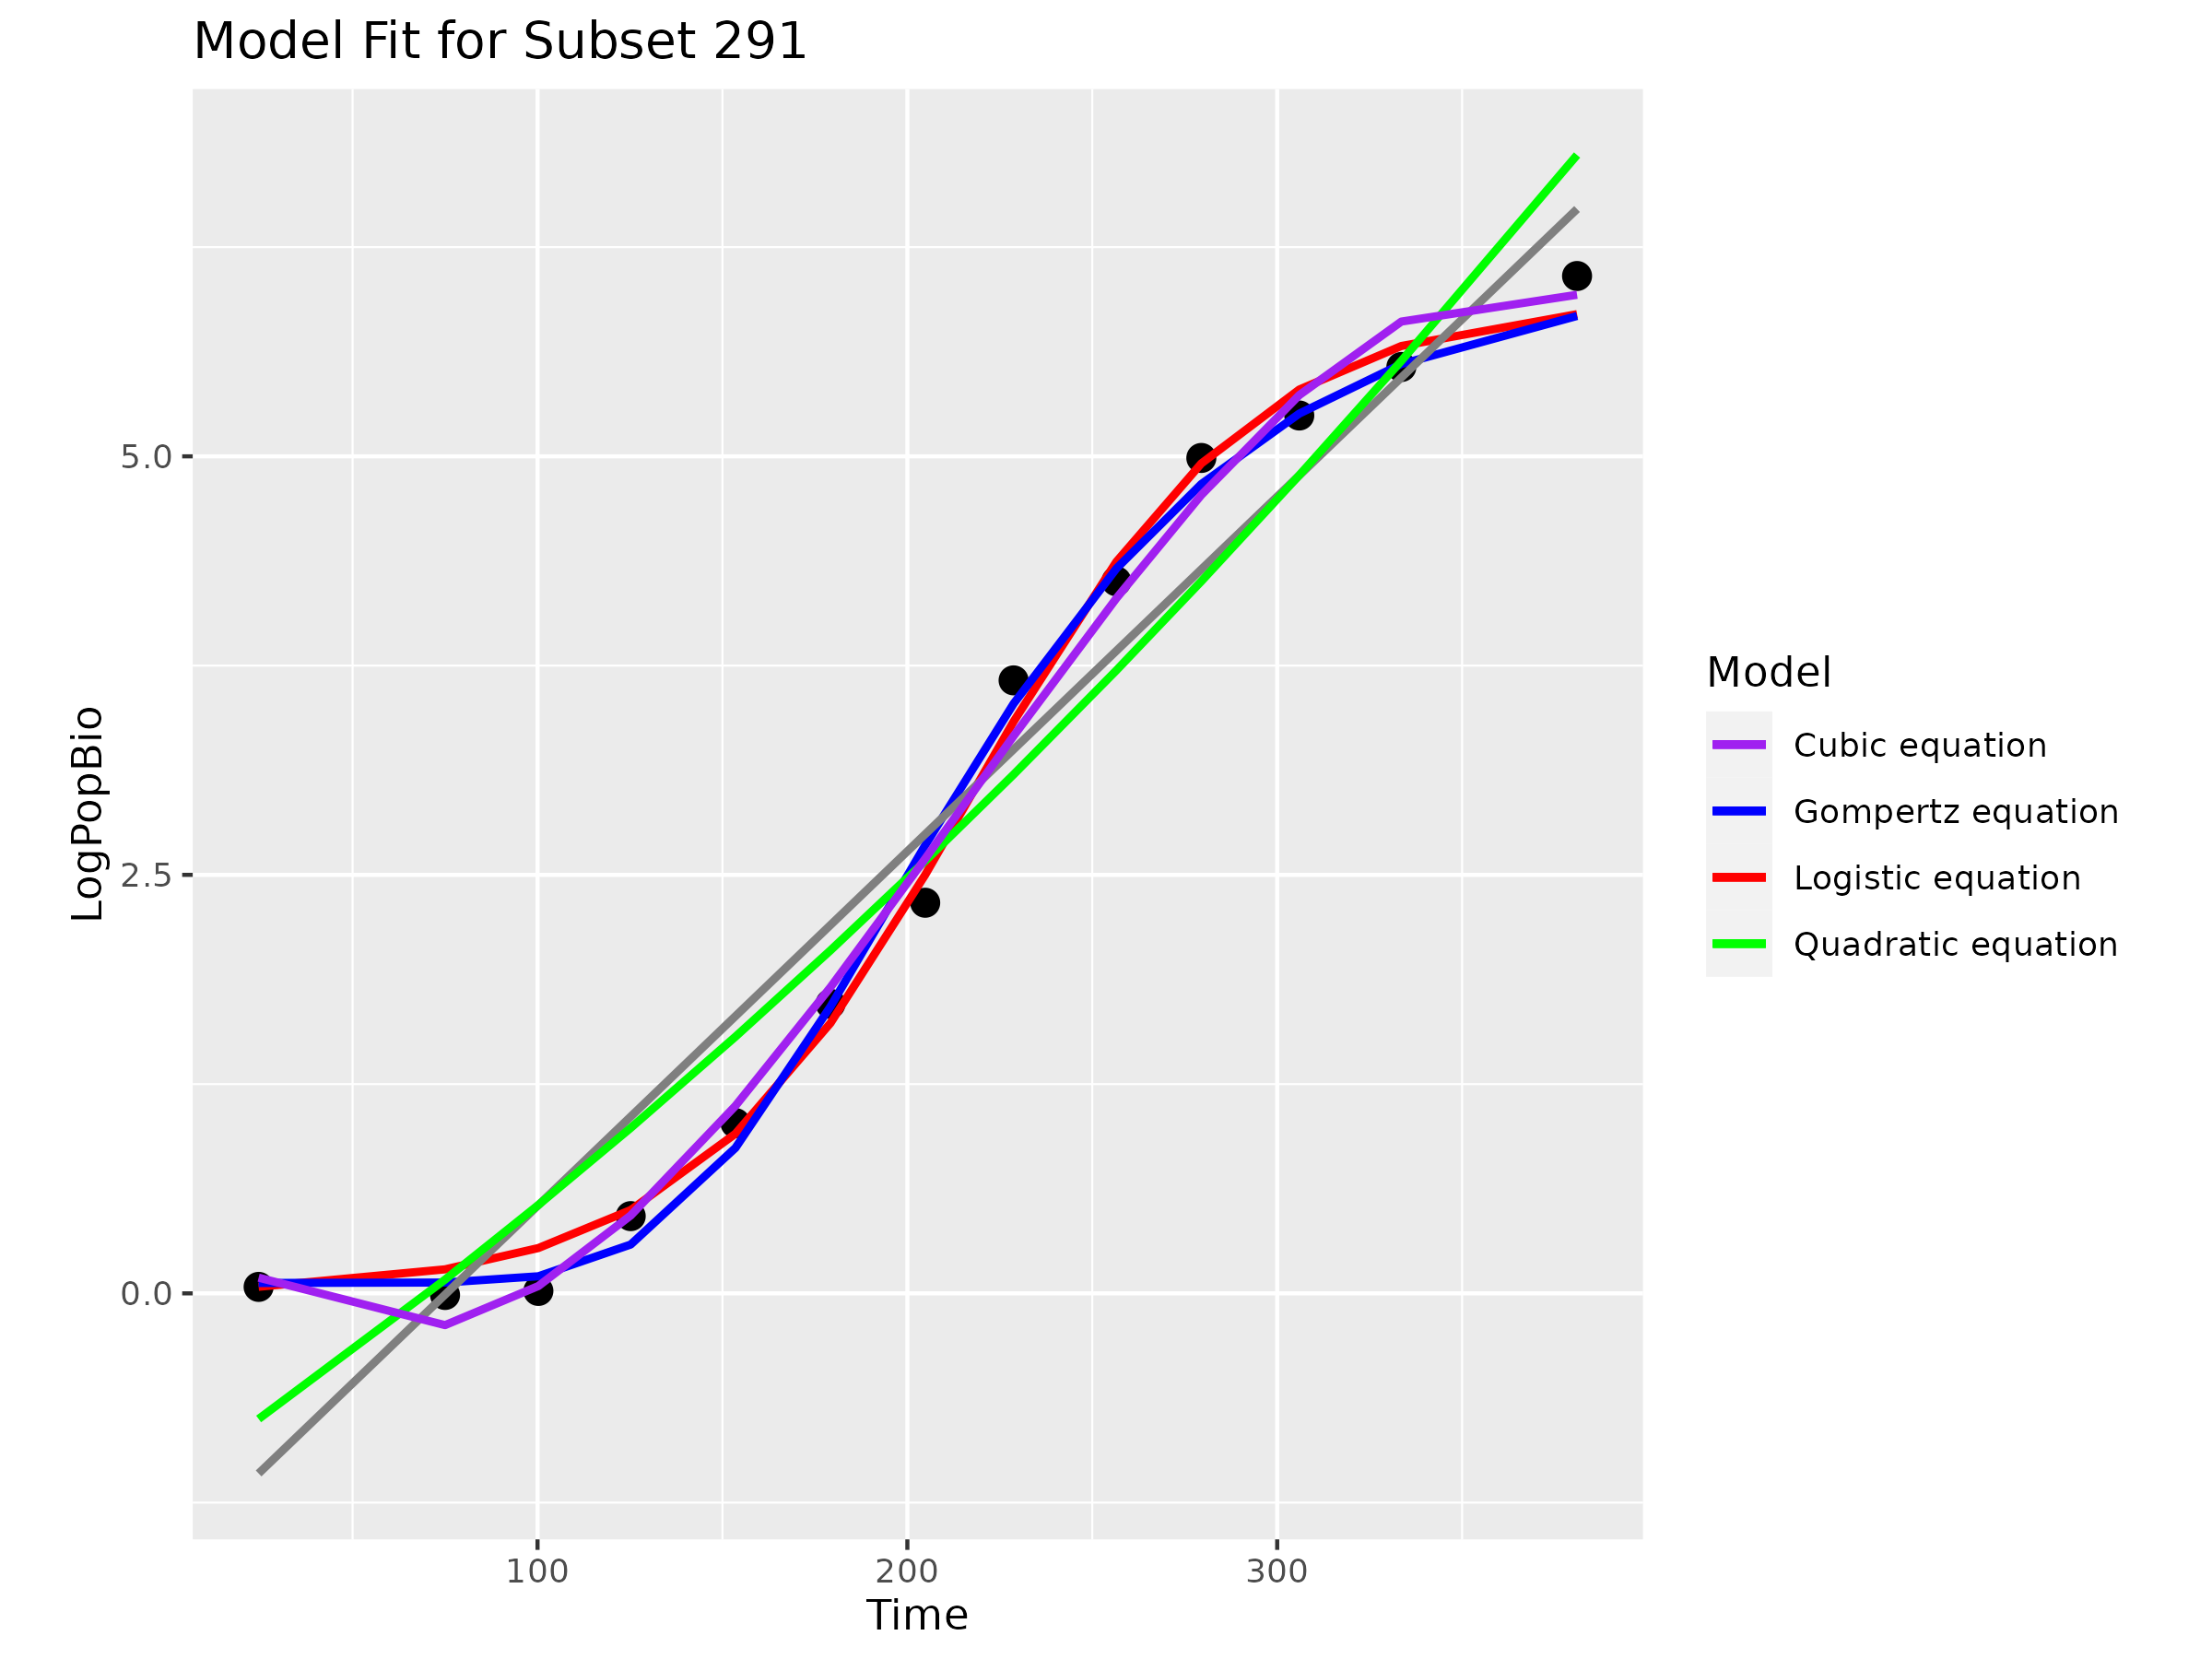 Model Fit for Subset 291
LogPopBio
5.0
2.5
0.0
100
200
300
Time
Model
Cubic equation
Gompertz equation
Logistic equation
Quadratic equation